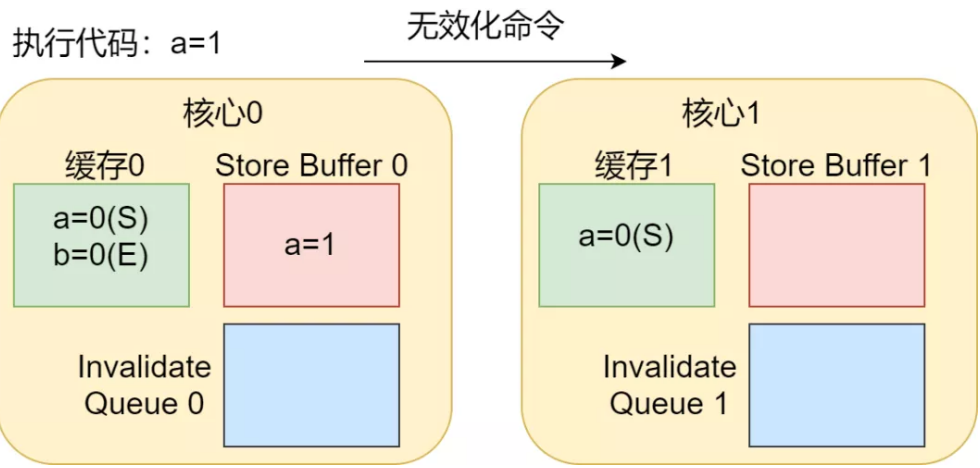 执行代码：a=1
无效化命令
核心0
缓存0
Store Buffer 0
a=0(S)
b=0(E)
a=1
Invalidate
Queue 0
核心1
缓存1
Store Buffer 1
a=0(S)
Invalidate
Queue 1